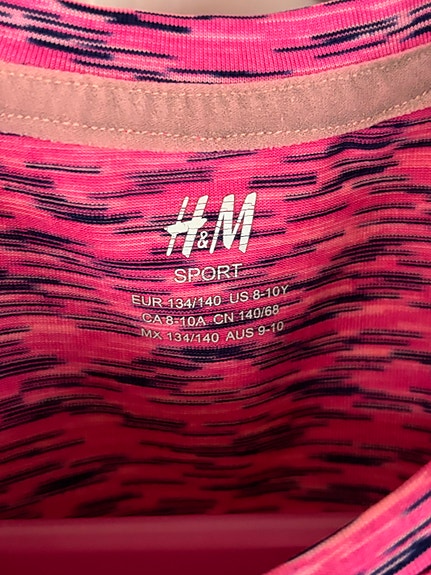 H&M
SPORT
EUR 134/140 US 8-10Y
CA 8-10A CN 140/68
MX 134/140 AUS 9-10